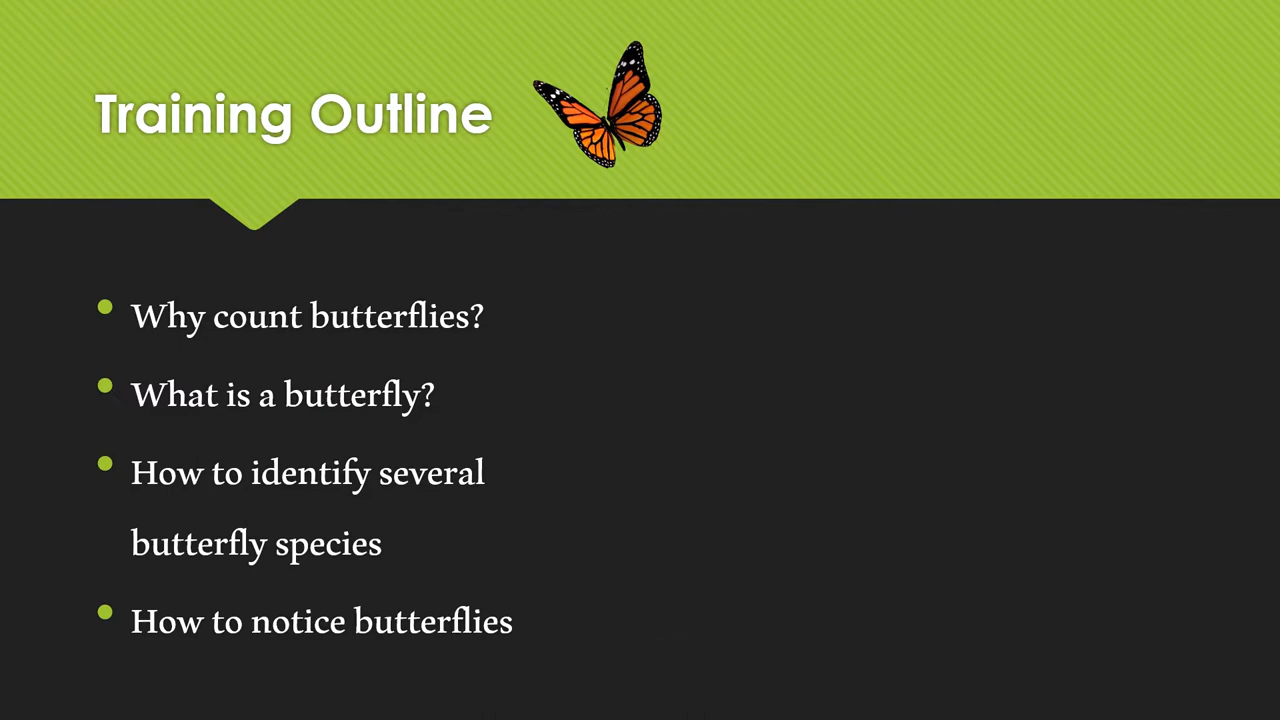 Training Outline
• Why count butterflies?
• What is a butterfly?
• How to identify several
butterfly species
• How to notice butterflies